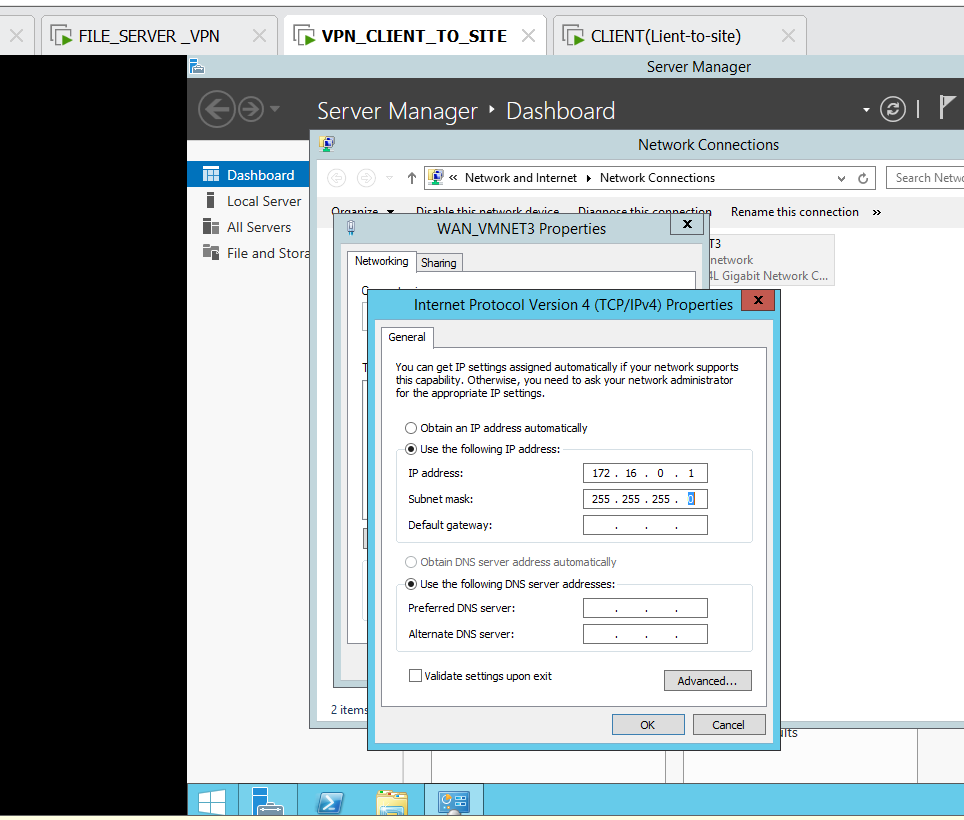 FILE_SERVER _VPN
VPN_CLIENT_TO_SITE
CLIENT(Lient-to-site)
Server Manager
Server Manager Dashboard
Network Connections
Dashboard
Local Server
All Servers
File and Stora
« Network and Internet Network Connections
Search Netwo
Organize Disable this network device Diagnose this connection Rename this connection »
WAN_VMNET3 Properties
T3
network
4L Gigabit Network C...
Networking Sharing
Internet Protocol Version 4 (TCP/IPv4) Properties
General
You can get IP settings assigned automatically if your network supports
this capability. Otherwise, you need to ask your network administrator
for the appropriate IP settings.
Obtain an IP address automatically
Use the following IP address:
IP address: 172 . 16 . 0 . 1
Subnet mask: 255 . 255 . 255 . 0
Default gateway: . . .
Obtain DNS server address automatically
Use the following DNS server addresses:
Preferred DNS server: . . .
Alternate DNS server: . . .
Validate settings upon exit
Advanced...
OK Cancel
2 items